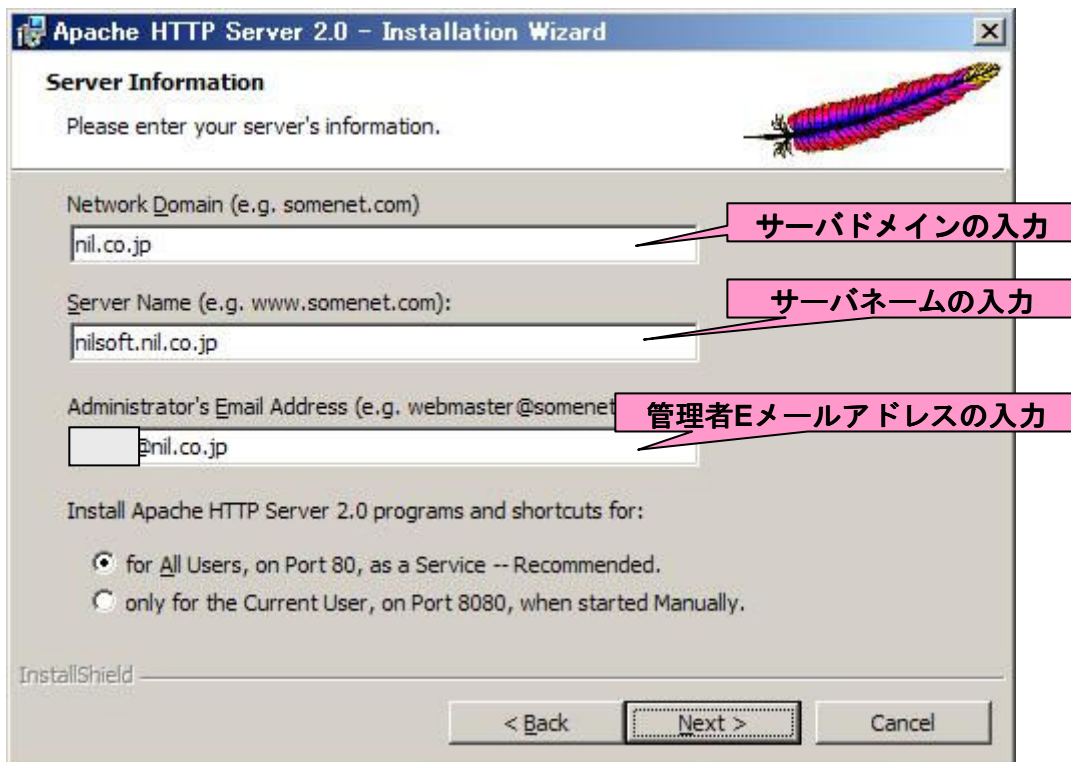 Apache HTTP Server 2.0 - Installation Wizard
Server Information
Please enter your server's information.
Network Domain (e.g. somenet.com)
サーバドメインの入力
nil.co.jp
Server Name (e.g. www.somenet.com):
サーバネームの入力
nilsoft.nil.co.jp
Administrator's Email Address (e.g. webmaster@somenet
管理者Eメールアドレスの入力
@nil.co.jp
Install Apache HTTP Server 2.0 programs and shortcuts for:
for All Users, on Port 80, as a Service -- Recommended.
only for the Current User, on Port 8080, when started Manually.
InstallShield
< Back
Next >
Cancel